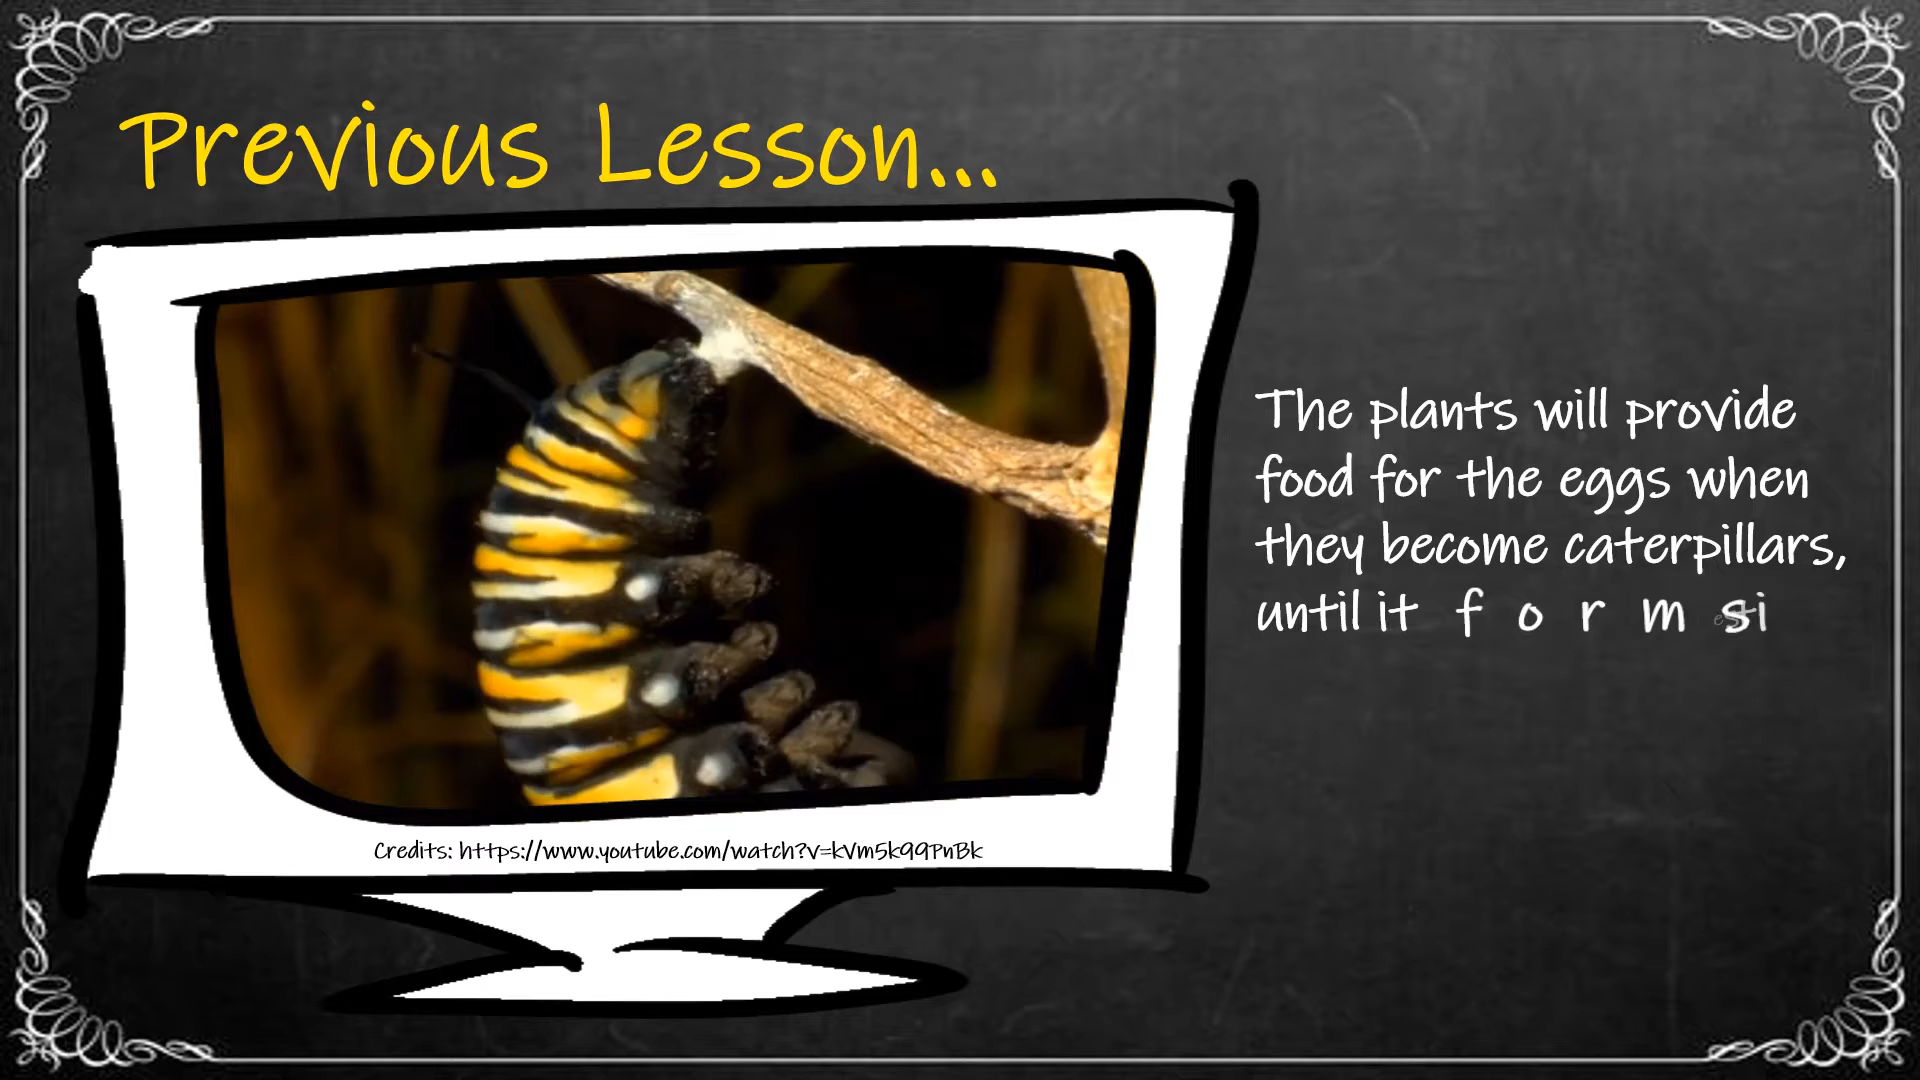 Previous Lesson...
The plants will provide
food for the eggs when
they become caterpillars,
until it f o r m s
Credits: https://www.youtube.com/watch?v=kVm5k99PnBk